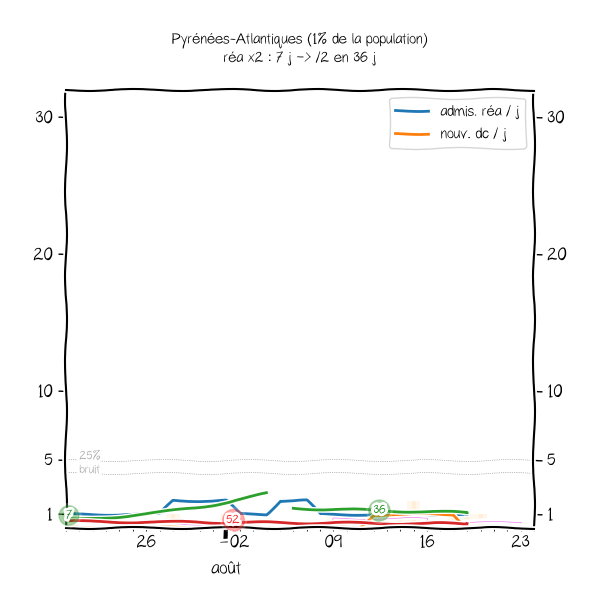 Pyrénées-Atlantiques (1% de la population)
réa x2 : 7 j -> /2 en 36 j
admis. réa / j
nouv. dc / j
30 30
20 20
10 10
25%
5 5
bruit
1 1
7 52 36
26 02 09 16 23
août